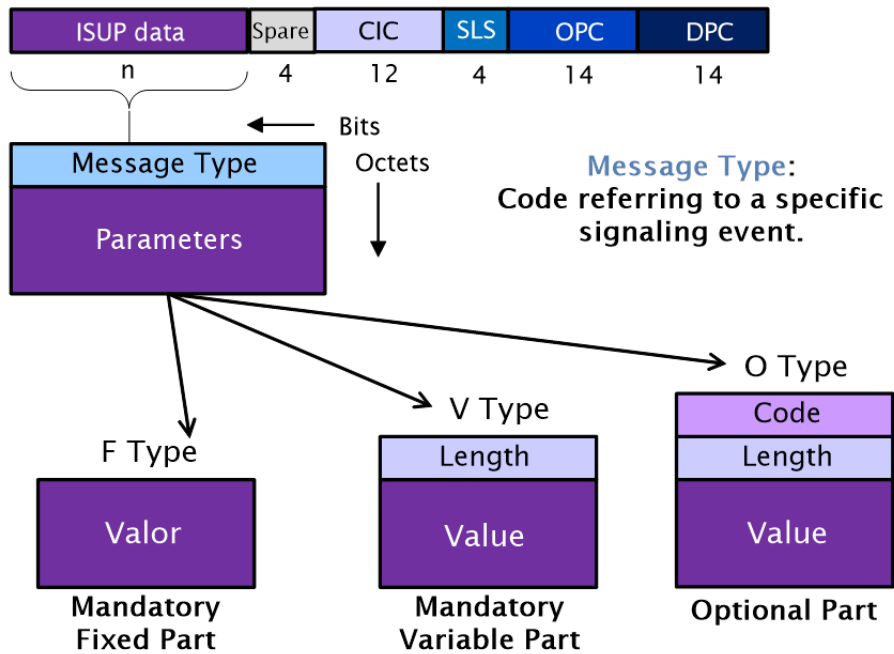 ISUP data Spare CIC SLS OPC DPC
n 4 12 4 14 14
Bits
Message Type
Octets
Parameters
Message Type:
Code referring to a specific
signaling event.
F Type
Valor
Mandatory
Fixed Part
V Type
Length
Value
Mandatory
Variable Part
O Type
Code
Length
Value
Optional Part